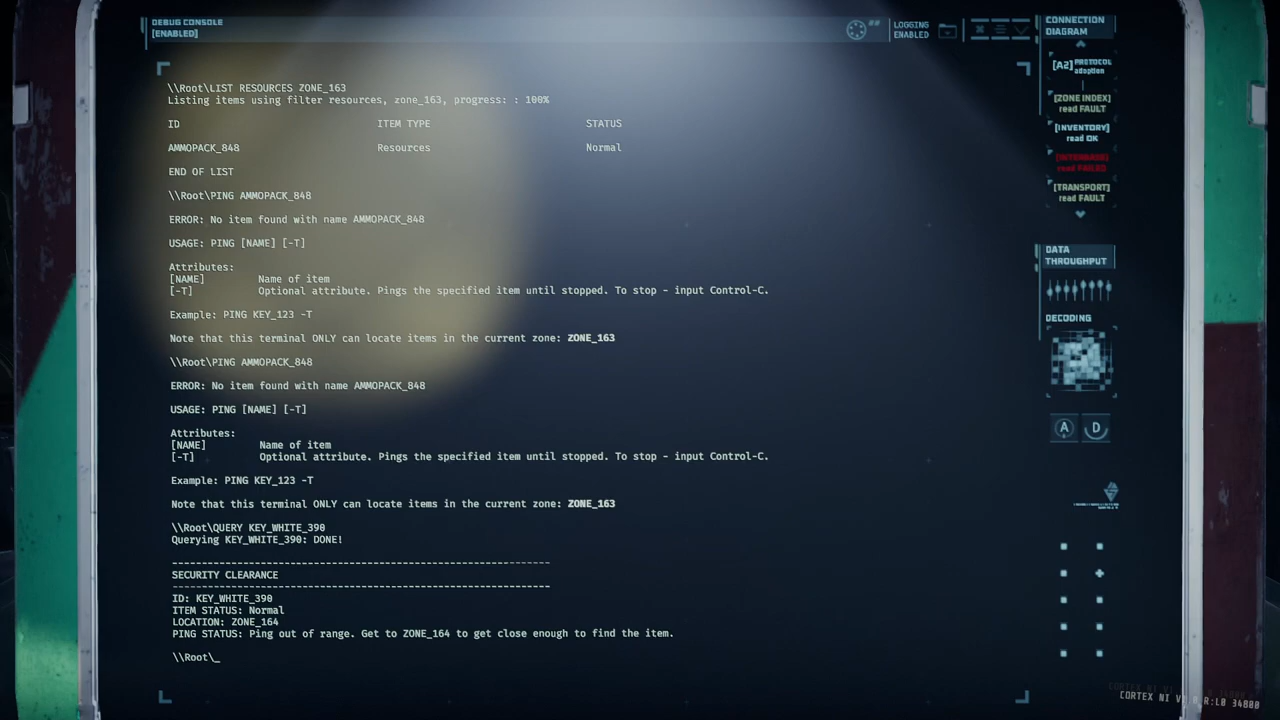 DEBUG CONSOLE
[ENABLED]
LOGGING
ENABLED
\\Root\LIST RESOURCES ZONE_163
Listing items using filter resources, zone_163, progress: : 100%
ID ITEM TYPE STATUS
AMMOPACK_848 Resources Normal
END OF LIST
\\Root\PING AMMOPACK_848
ERROR: No item found with name AMMOPACK_848
USAGE: PING [NAME] [-T]
Attributes:
[NAME] Name of item
[-T] Optional attribute. Pings the specified item until stopped. To stop - input Control-C.
Example: PING KEY_123 -T
Note that this terminal ONLY can locate items in the current zone: ZONE_163
\\Root\PING AMMOPACK_848
ERROR: No item found with name AMMOPACK_848
USAGE: PING [NAME] [-T]
Attributes:
[NAME] Name of item
[-T] Optional attribute. Pings the specified item until stopped. To stop - input Control-C.
Example: PING KEY_123 -T
Note that this terminal ONLY can locate items in the current zone: ZONE_163
\\Root\QUERY KEY_WHITE_390
Querying KEY_WHITE_390: DONE!
----------------------------------------------------------------
SECURITY CLEARANCE
----------------------------------------------------------------
ID: KEY_WHITE_390
ITEM STATUS: Normal
LOCATION: ZONE_164
PING STATUS: Ping out of range. Get to ZONE_164 to get close enough to find the item.
\\Root\_
CONNECTION
DIAGRAM
[A2] PROTOCOL
adaption
[ZONE INDEX]
read FAULT
[INVENTORY]
read OK
read FAILED
[TRANSPORT]
read FAULT
DATA
THROUGHPUT
DECODING
A D
CORTEX NI R:L0 34800